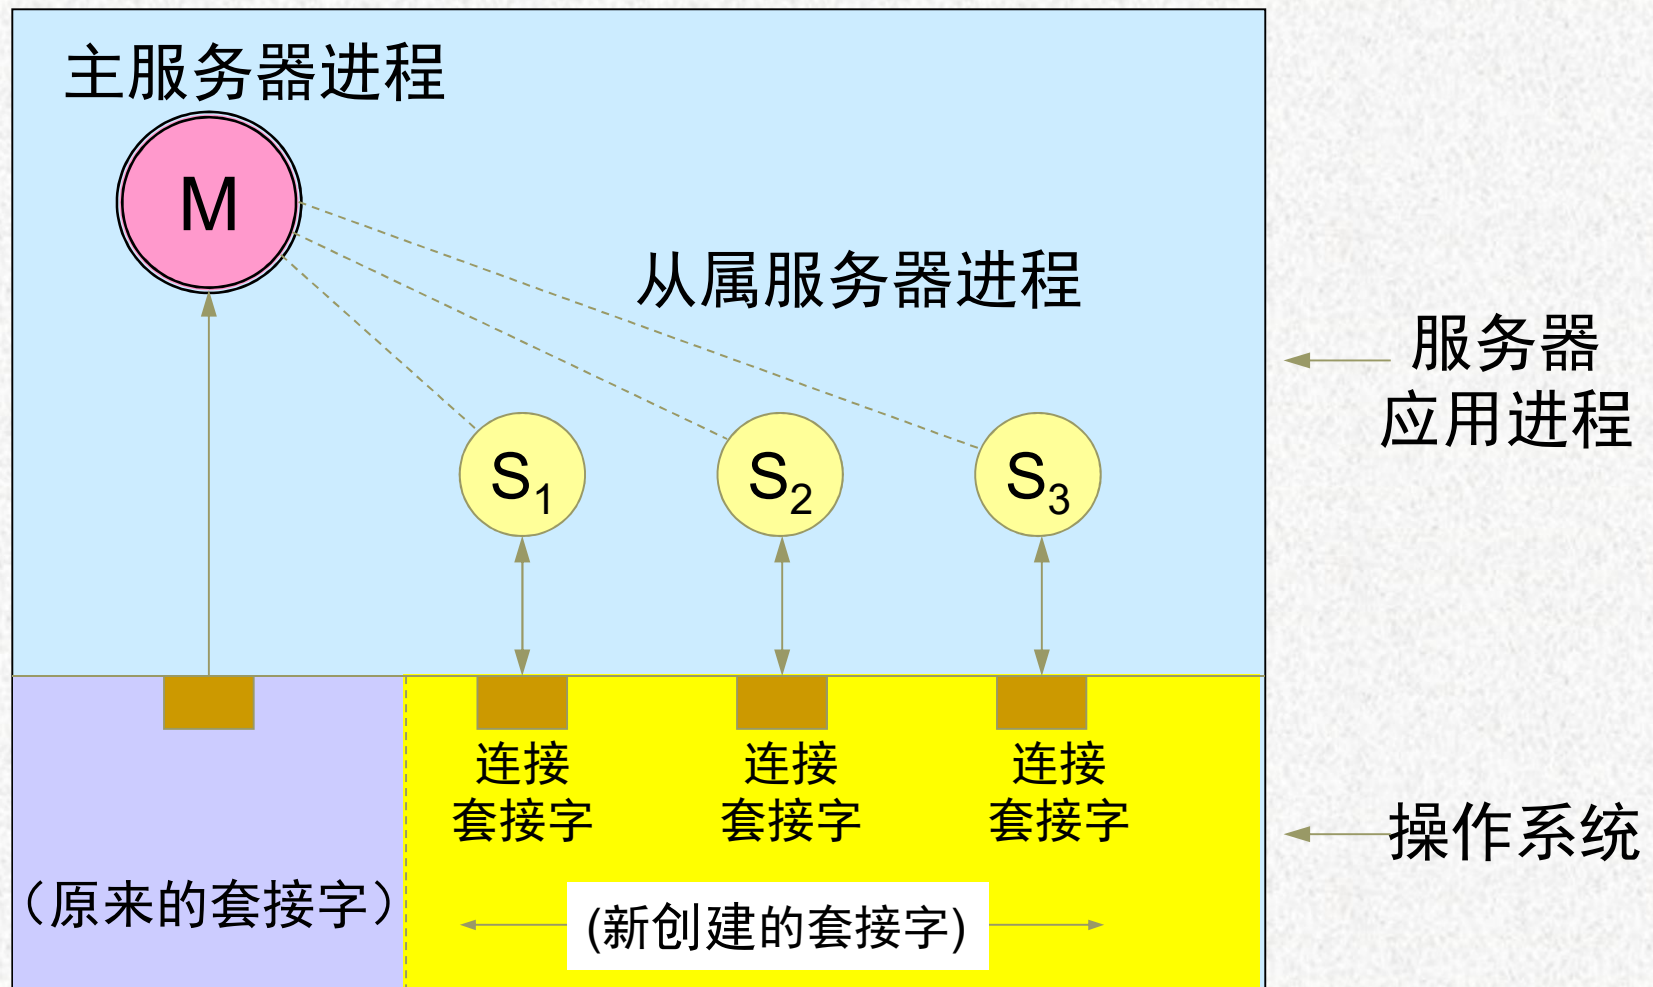 主服务器进程
M
从属服务器进程
服务器
应用进程
S₁
S₂
S₃
连接
套接字
连接
套接字
连接
套接字
操作系统
（原来的套接字）
(新创建的套接字)